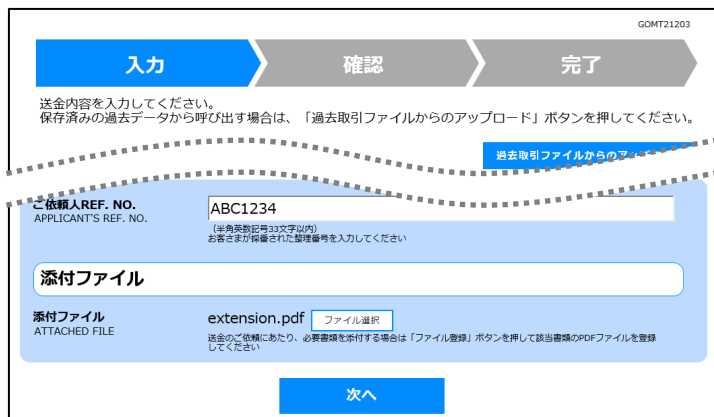 GOMT21203
入力
確認
完了
送金内容を入力してください。
保存済みの過去データから呼び出す場合は、「過去取引ファイルからのアップロード」ボタンを押してください。
過去取引ファイルからのア
ご依頼人REF. NO.
APPLICANT'S REF. NO.
ABC1234
(半角英数記号33文字以内)
お客さまが採番された整理番号を入力してください
添付ファイル
添付ファイル
ATTACHED FILE
extension.pdf
ファイル選択
送金のご依頼にあたり、必要書類を添付する場合は「ファイル登録」ボタンを押して該当書類のPDFファイルを登録
してください
次へ